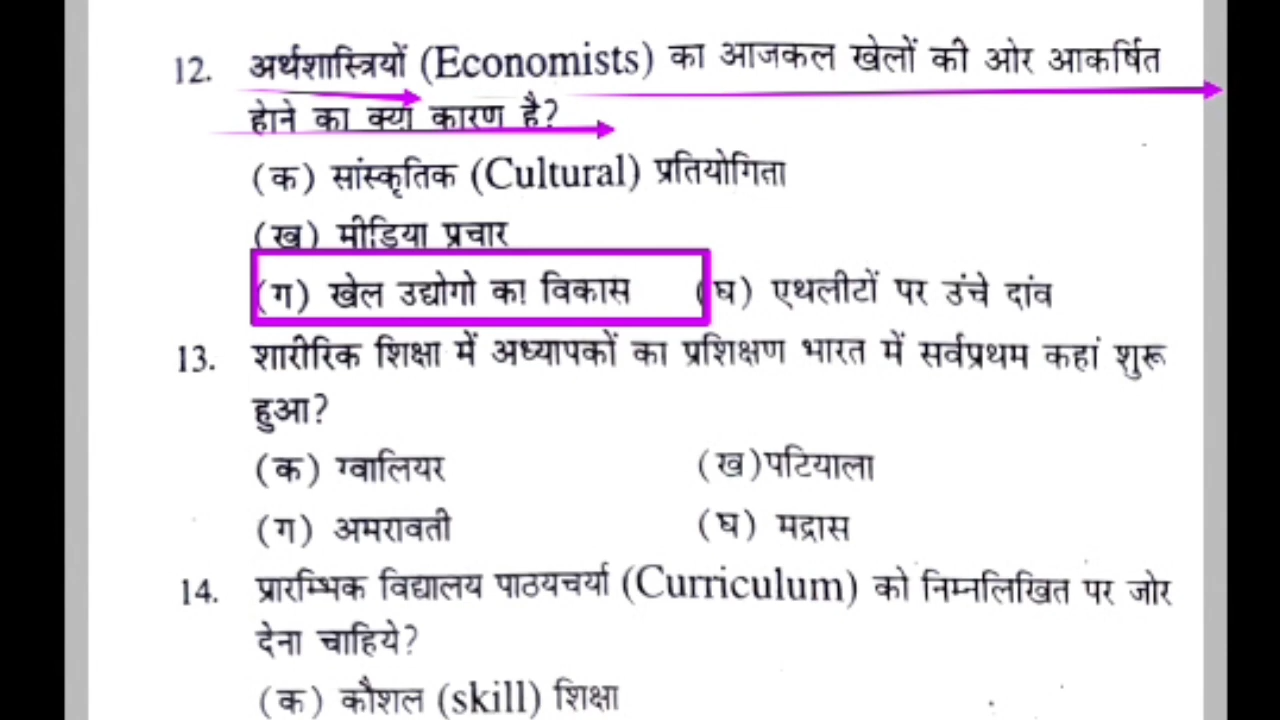 12. अर्थशास्त्रियों (Economists) का आजकल खेलों की ओर आकर्षित
होने का क्या कारण है?
(क) सांस्कृतिक (Cultural) प्रतियोगिता
(ख) मीडिया प्रचार
(ग) खेल उद्योगो का विकास (घ) एथलीटों पर उंचे दांव
13. शारीरिक शिक्षा में अध्यापकों का प्रशिक्षण भारत में सर्वप्रथम कहां शुरू
हुआ?
(क) ग्वालियर (ख)पटियाला
(ग) अमरावती (घ) मद्रास
14. प्रारम्भिक विद्यालय पाठयचर्या (Curriculum) को निम्नलिखित पर जोर
देना चाहिये?
(क) कौशल (skill) शिक्षा